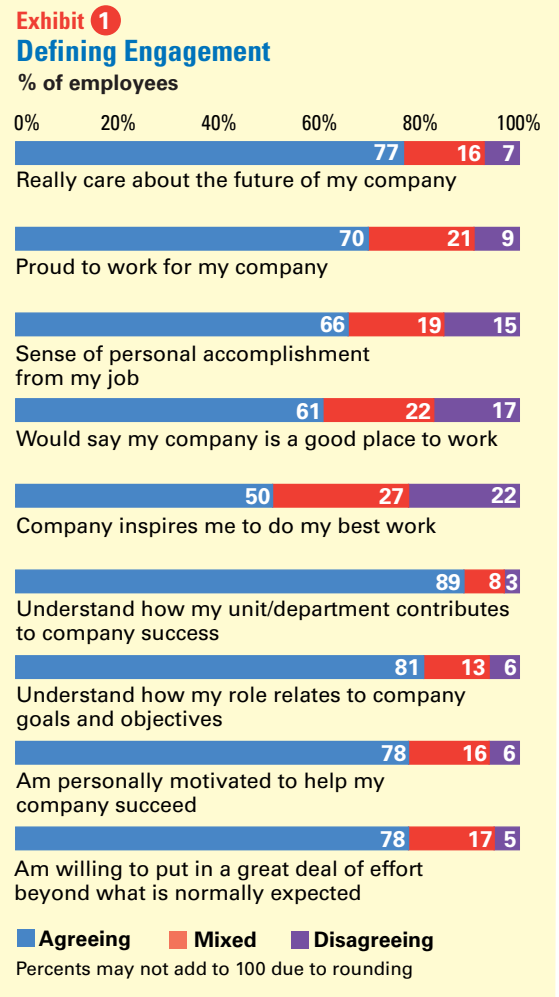 Exhibit 1
Defining Engagement
% of employees
0% 20% 40% 60% 80% 100%
77 16 7
Really care about the future of my company
70 21 9
Proud to work for my company
66 19 15
Sense of personal accomplishment
from my job
61 22 17
Would say my company is a good place to work
50 27 22
Company inspires me to do my best work
89 8 3
Understand how my unit/department contributes
to company success
81 13 6
Understand how my role relates to company
goals and objectives
78 16 6
Am personally motivated to help my
company succeed
78 17 5
Am willing to put in a great deal of effort
beyond what is normally expected
Agreeing Mixed Disagreeing
Percents may not add to 100 due to rounding